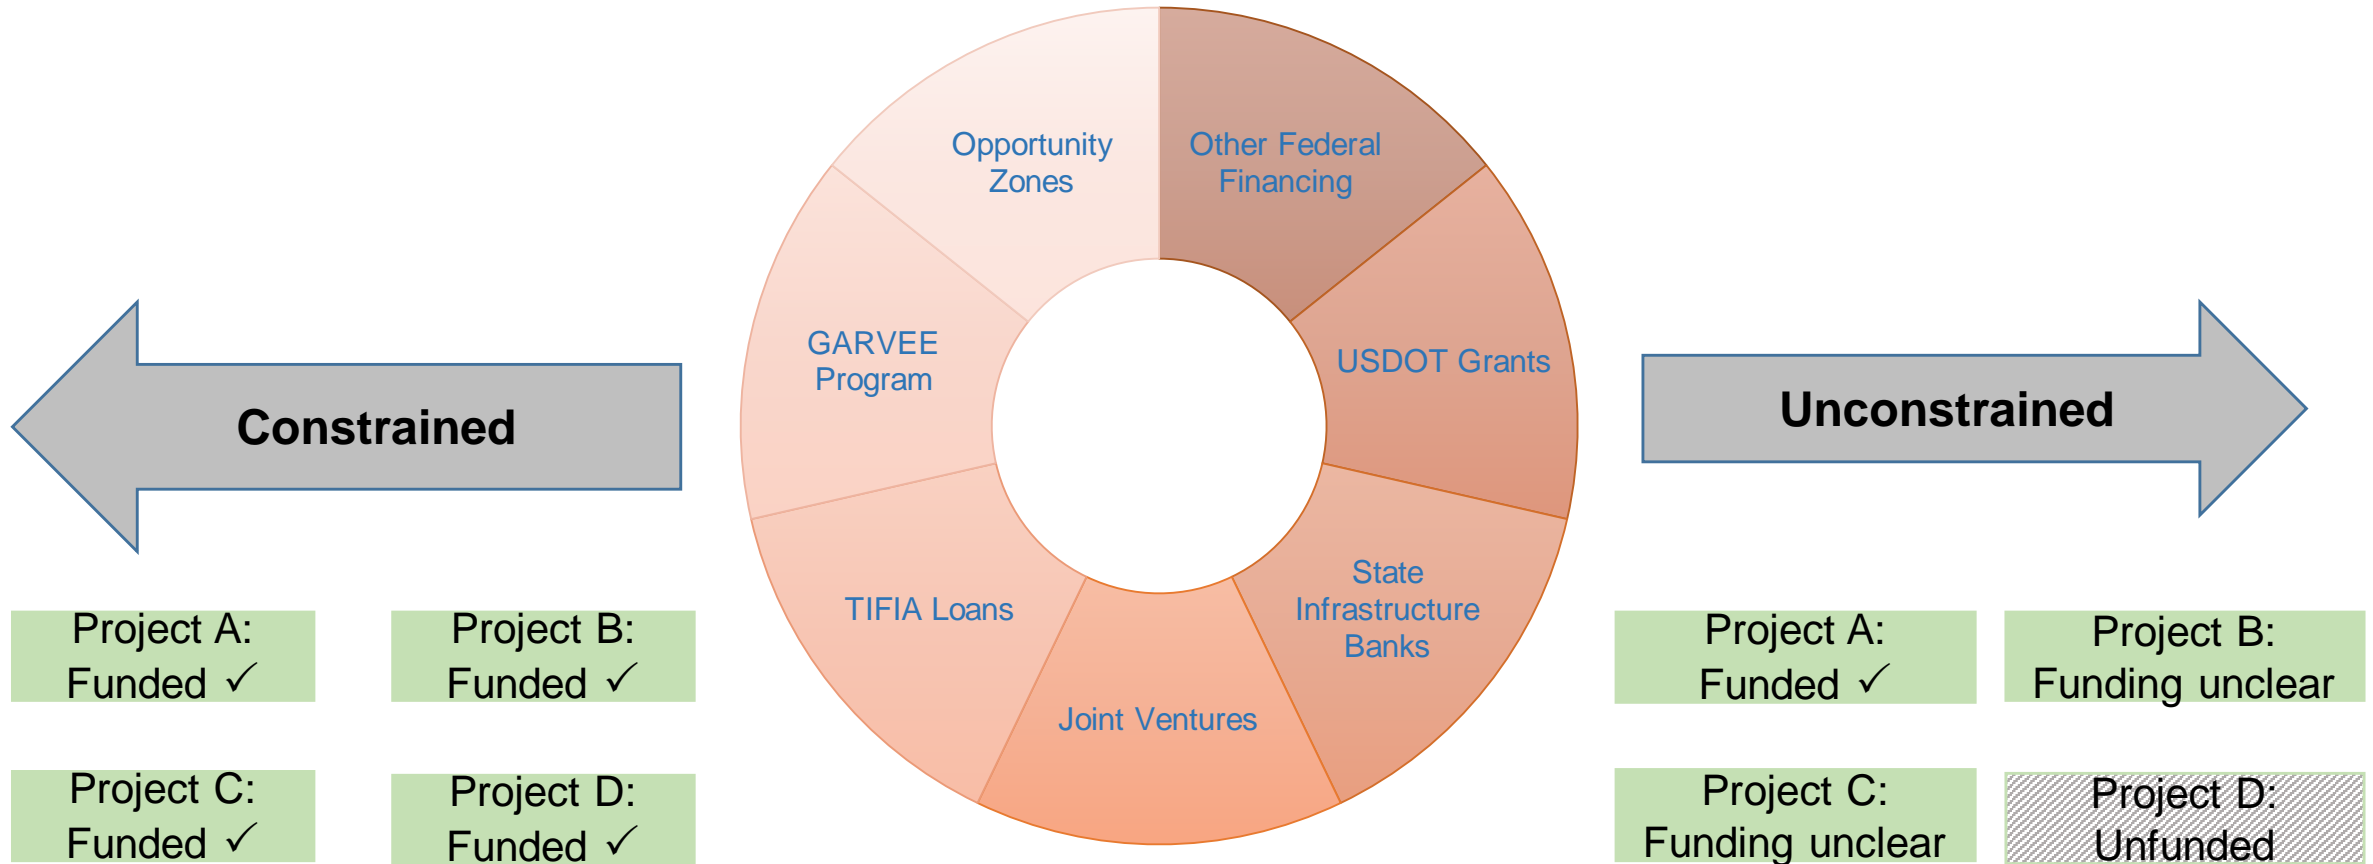 Opportunity
Zones
Other Federal
Financing
GARVEE
Program
USDOT Grants
Constrained
Unconstrained
State
Infrastructure
Banks
TIFIA Loans
Joint Ventures
Project A:
Funded ✓
Project B:
Funded ✓
Project C:
Funded ✓
Project D:
Funded ✓
Project A:
Funded ✓
Project B:
Funding unclear
Project C:
Funding unclear
Project D:
Unfunded